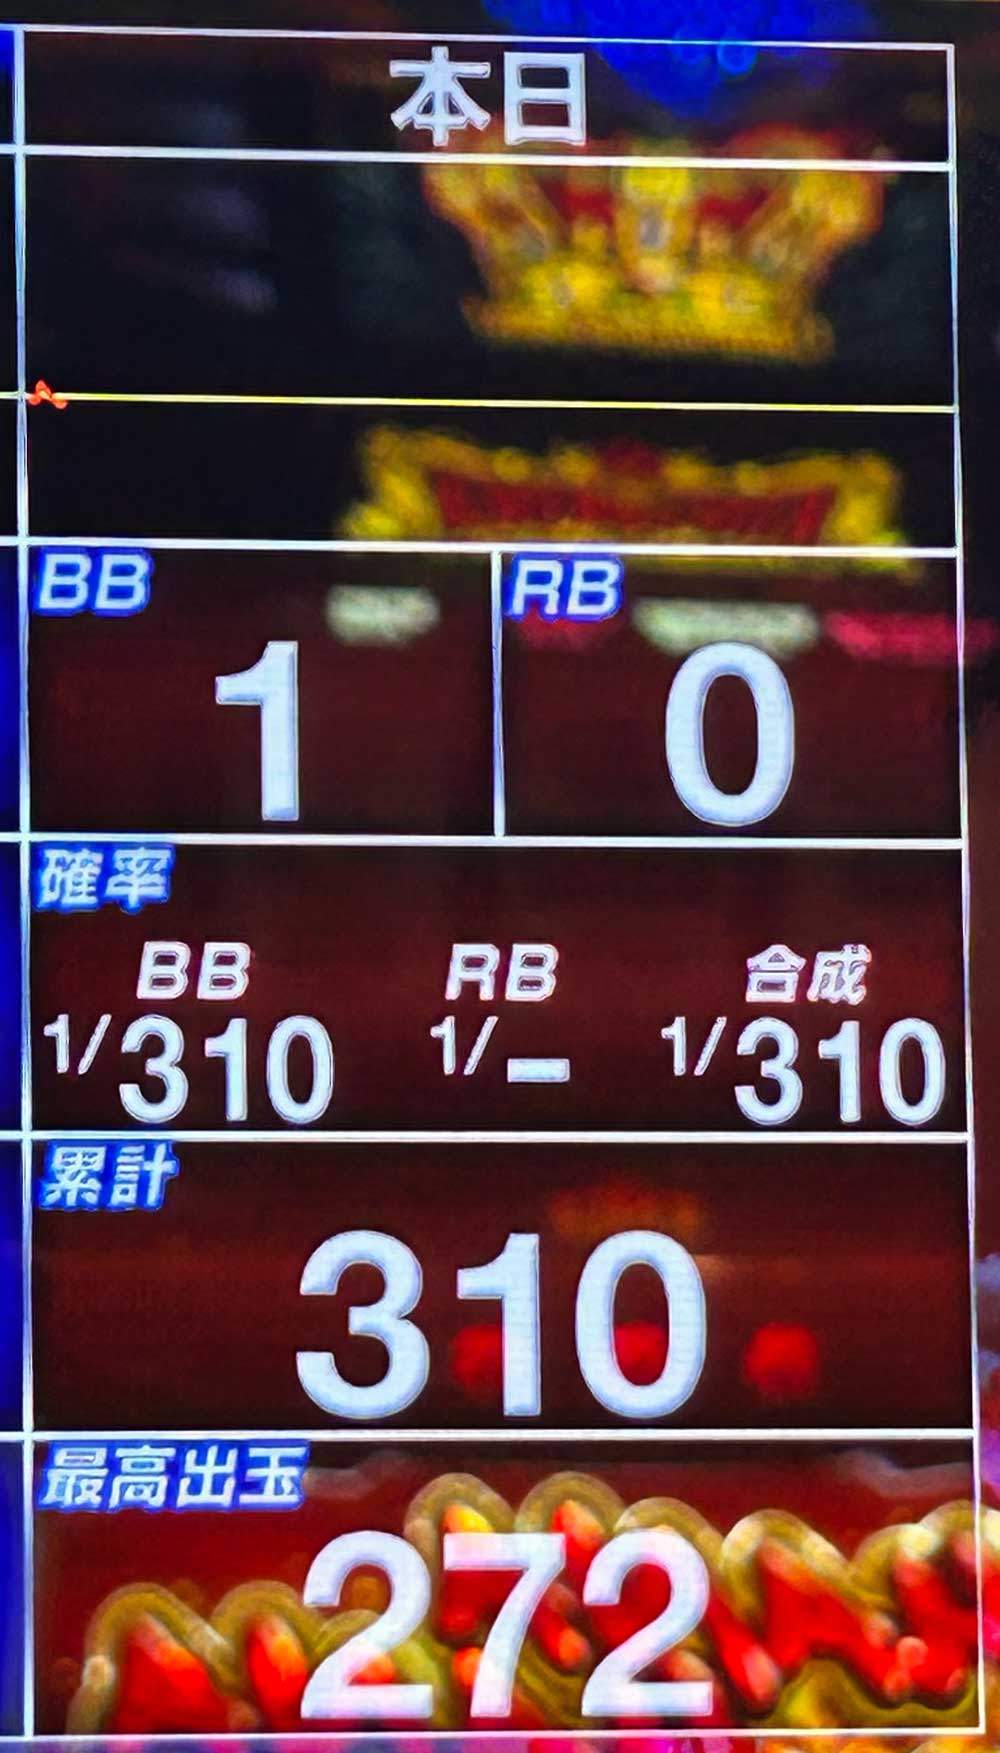 本日
BB RB
1 0
確率
BB RB 合成
1/310 1/- 1/310
累計
310
最高出玉
272